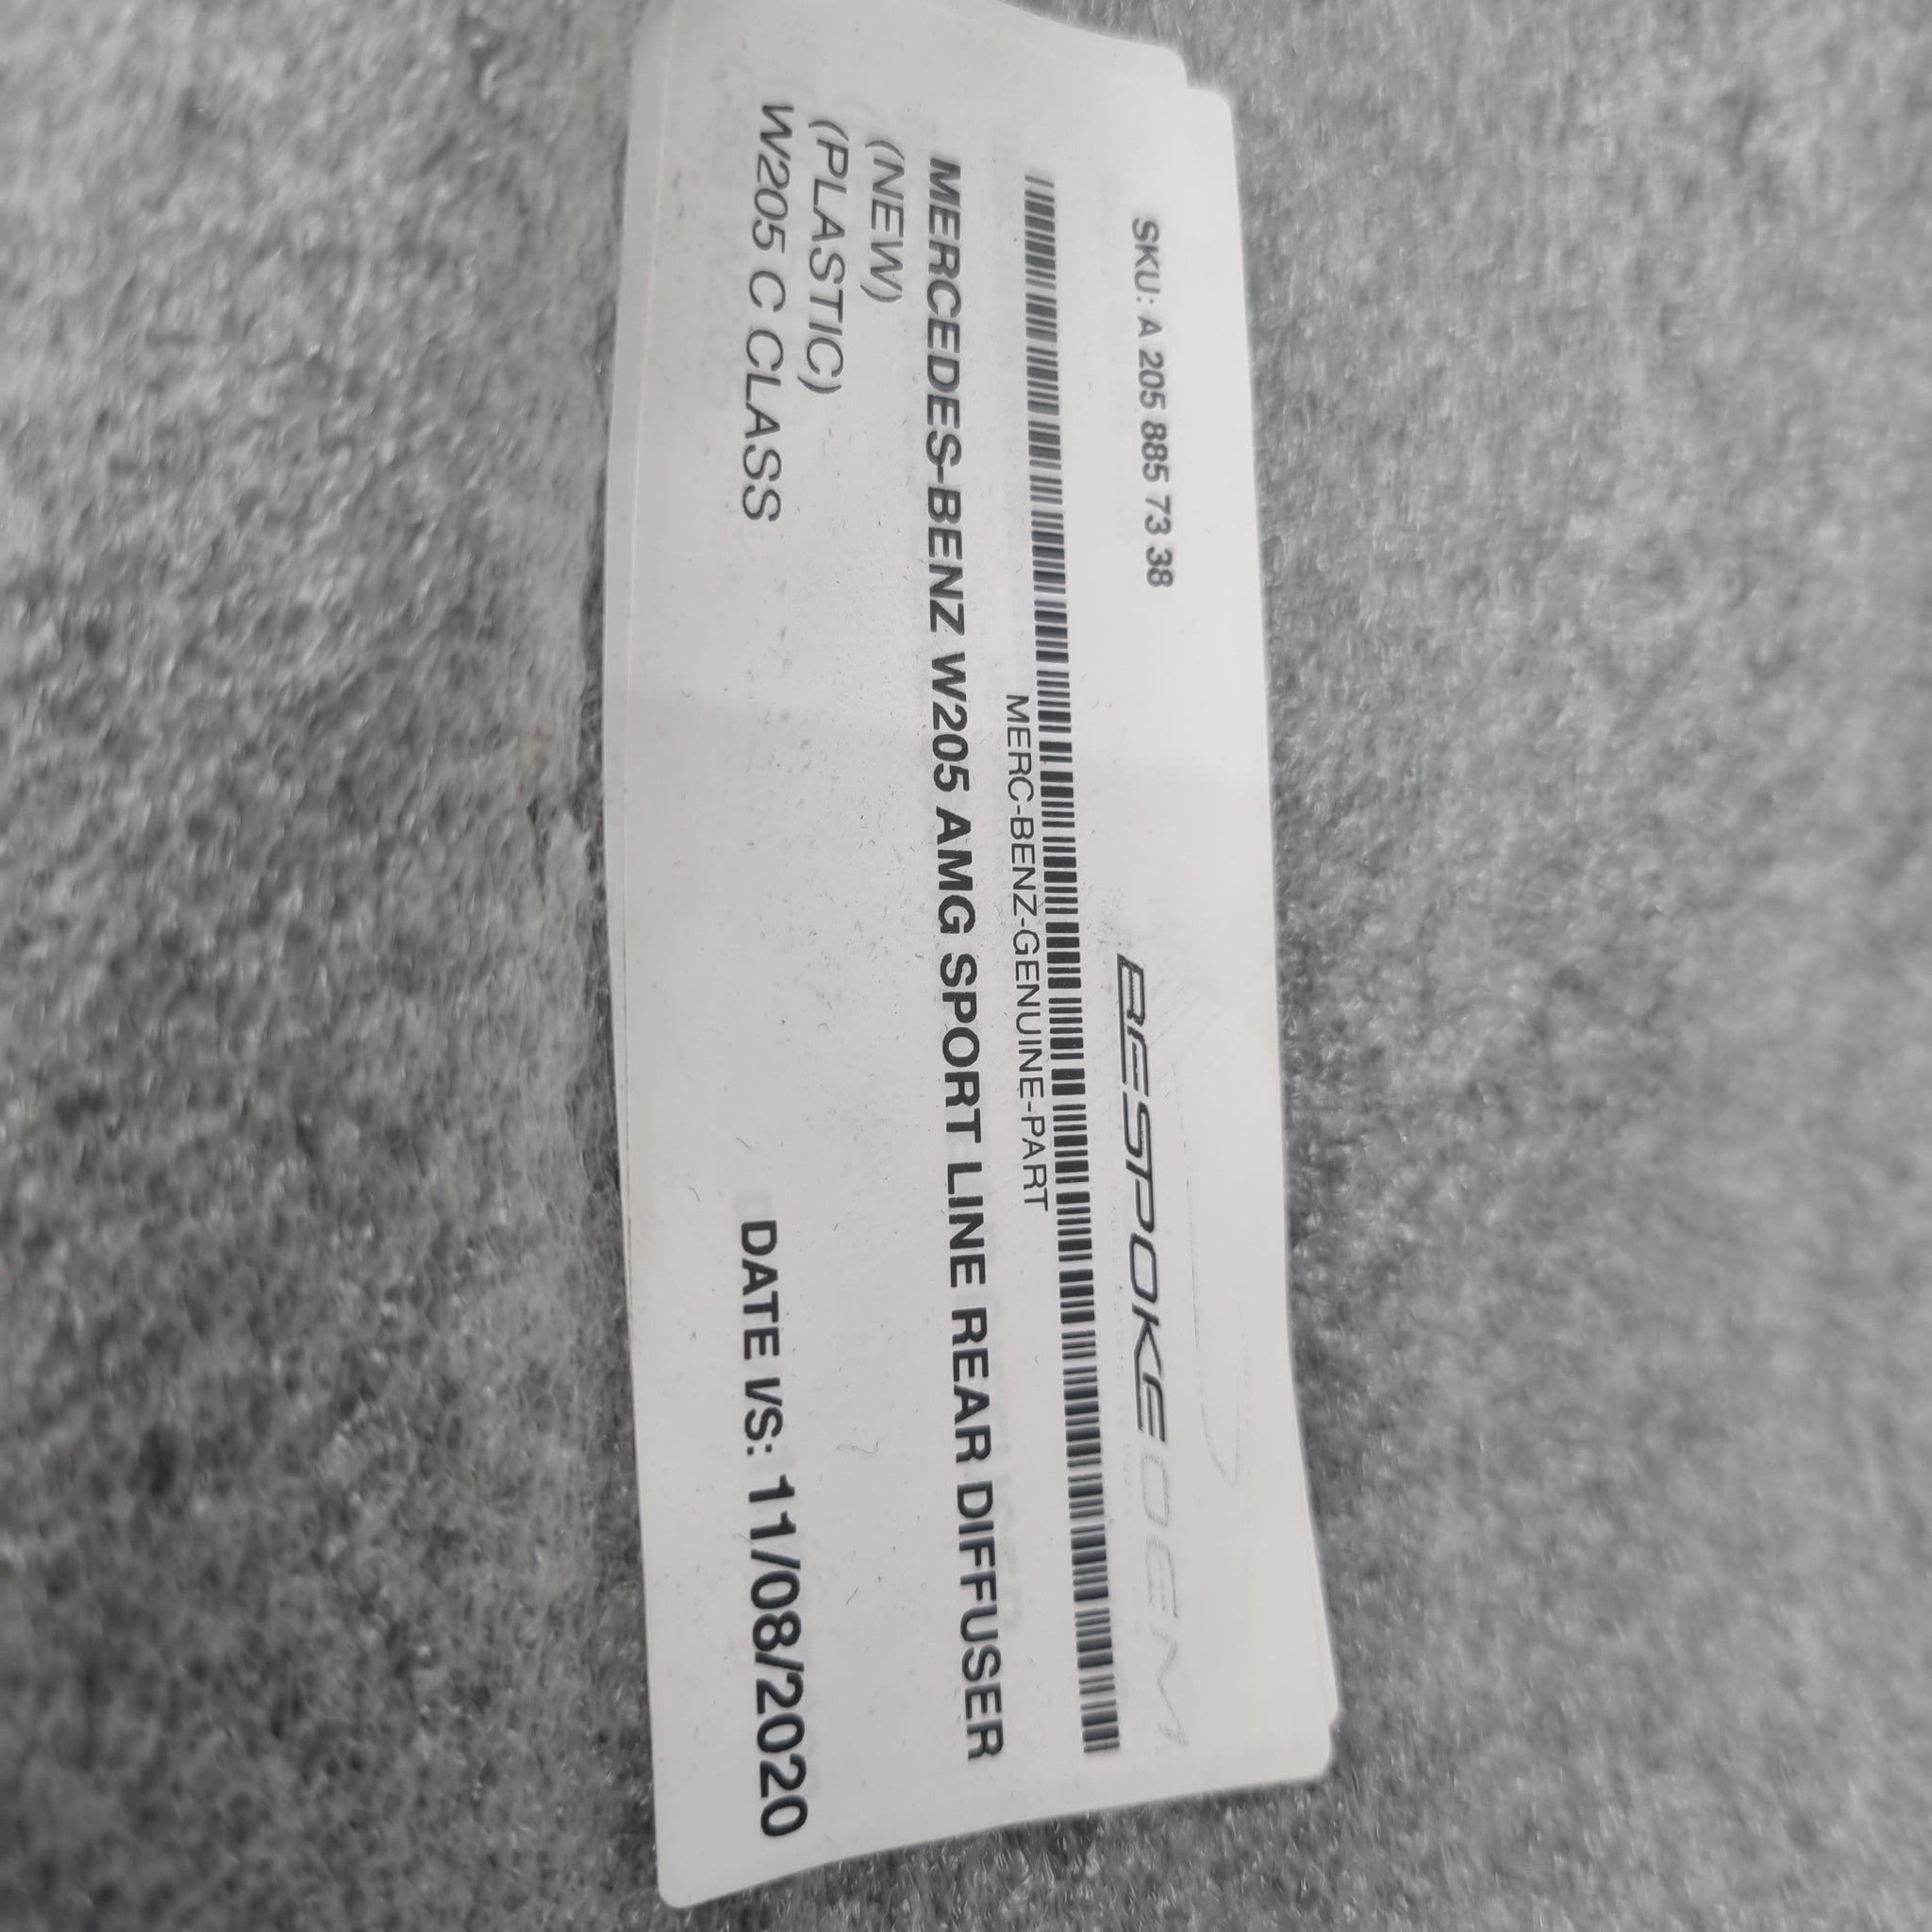 SKU: A 205 885 73 38
BESPOKE OEM
MERC-BENZ-GENUINE-PART
MERCEDES-BENZ W205 AMG SPORT LINE REAR DIFFUSER
(NEW)
(PLASTIC)
W205 C CLASS
DATE I/S: 11/08/2020